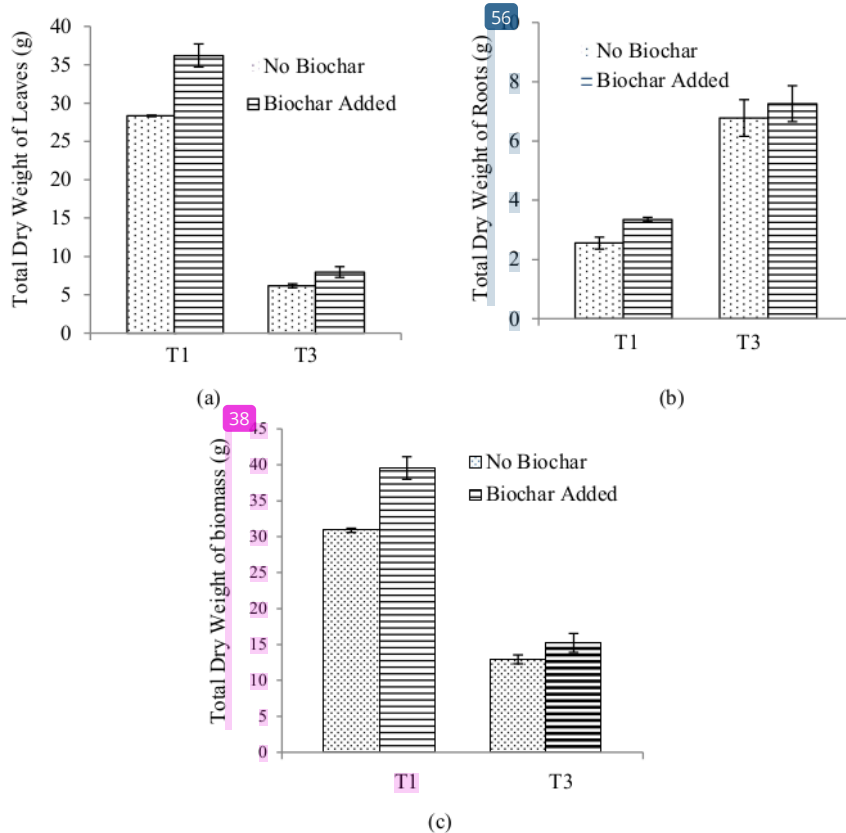 Total Dry Weight of Leaves (g)
40
35
30
25
20
15
10
5
0
No Biochar
Biochar Added
T1 T3
(a)
56
Total Dry Weight of Roots (g)
10
8
6
4
2
0
No Biochar
Biochar Added
T1 T3
(b)
38
Total Dry Weight of biomass (g)
45
40
35
30
25
20
15
10
5
0
No Biochar
Biochar Added
T1 T3
(c)